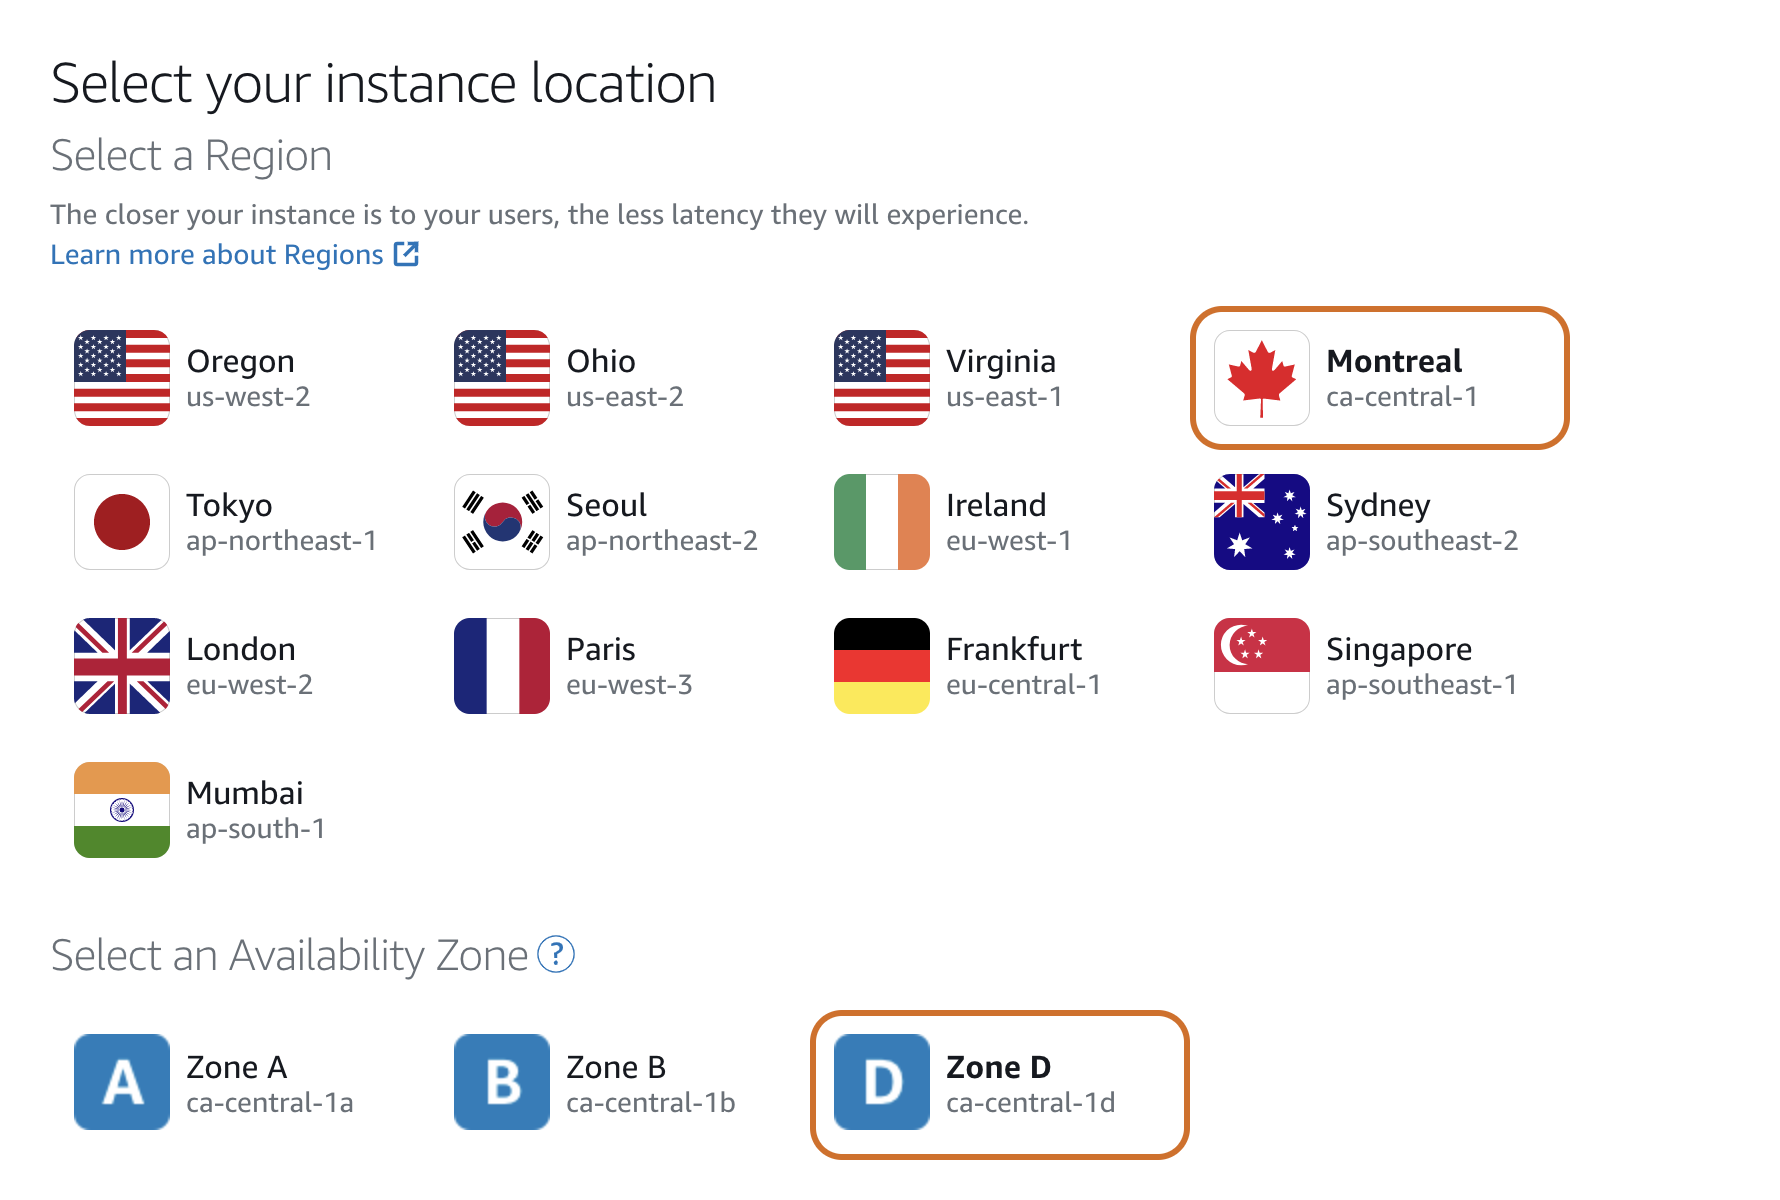 Select your instance location
Select a Region
The closer your instance is to your users, the less latency they will experience.
Learn more about Regions
Oregon
us-west-2
Ohio
us-east-2
Virginia
us-east-1
Montreal
ca-central-1
Tokyo
ap-northeast-1
Seoul
ap-northeast-2
Ireland
eu-west-1
Sydney
ap-southeast-2
London
eu-west-2
Paris
eu-west-3
Frankfurt
eu-central-1
Singapore
ap-southeast-1
Mumbai
ap-south-1
Select an Availability Zone ?
A
Zone A
ca-central-1a
B
Zone B
ca-central-1b
D
Zone D
ca-central-1d